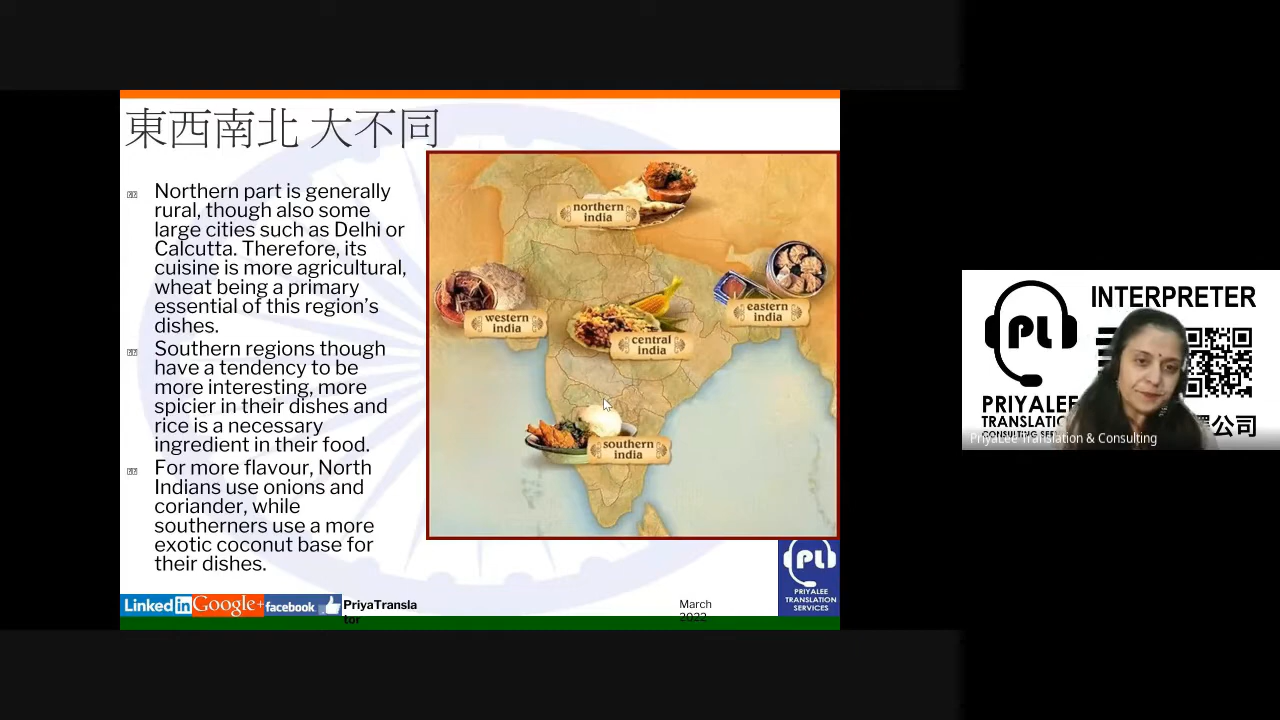 東西南北 大不同
Northern part is generally
rural, though also some
large cities such as Delhi or
Calcutta. Therefore, its
cuisine is more agricultural,
wheat being a primary
essential of this region's
dishes.
Southern regions though
have a tendency to be
more interesting, more
spicier in their dishes and
rice is a necessary
ingredient in their food.
For more flavour, North
Indians use onions and
coriander, while
southerners use a more
exotic coconut base for
their dishes.
northern
india
western
india
central
india
eastern
india
southern
india
Linked in
Google+
facebook
PriyaTransla
tor
March
2022
PL
PRIYALEE
TRANSLATION
SERVICES
INTERPRETER
PL
PRIYALEE
TRANSLATION
CONSULTING
公司
PriyaLee Translation & Consulting